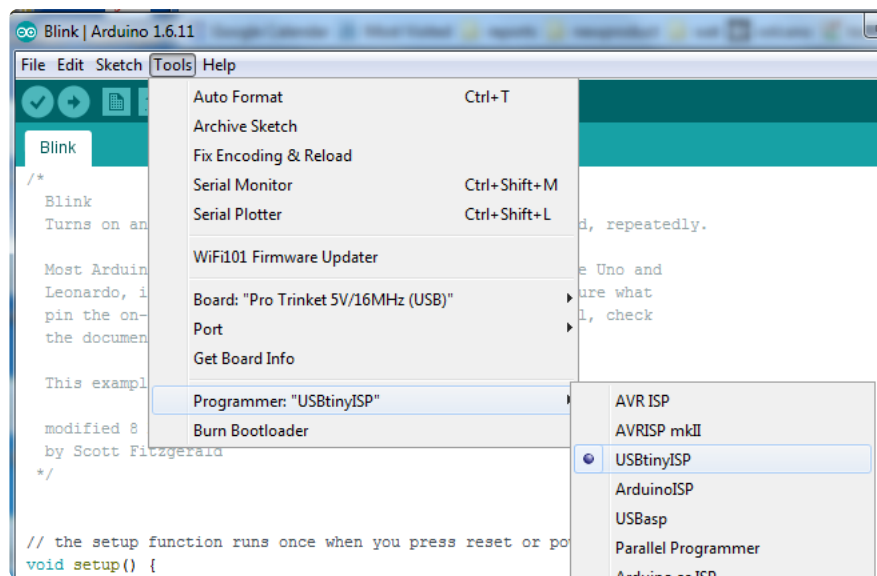 Blink | Arduino 1.6.11
File Edit Sketch Tools Help
Auto Format Ctrl+T
Archive Sketch
Fix Encoding & Reload
Serial Monitor Ctrl+Shift+M
Serial Plotter Ctrl+Shift+L
WiFi101 Firmware Updater
Board: "Pro Trinket 5V/16MHz (USB)"
Port
Get Board Info
Programmer: "USBtinyISP"
Burn Bootloader
AVR ISP
AVRISP mkII
USBtinyISP
ArduinoISP
USBasp
Parallel Programmer
Arduino as ISP
Blink
/*
Blink
Turns on an d, repeatedly.
Most Arduin e Uno and
Leonardo, i ure what
pin the on- l, check
the documen
This exampl
modified 8
by Scott Fitzgerald
*/
// the setup function runs once when you press reset or po
void setup() {